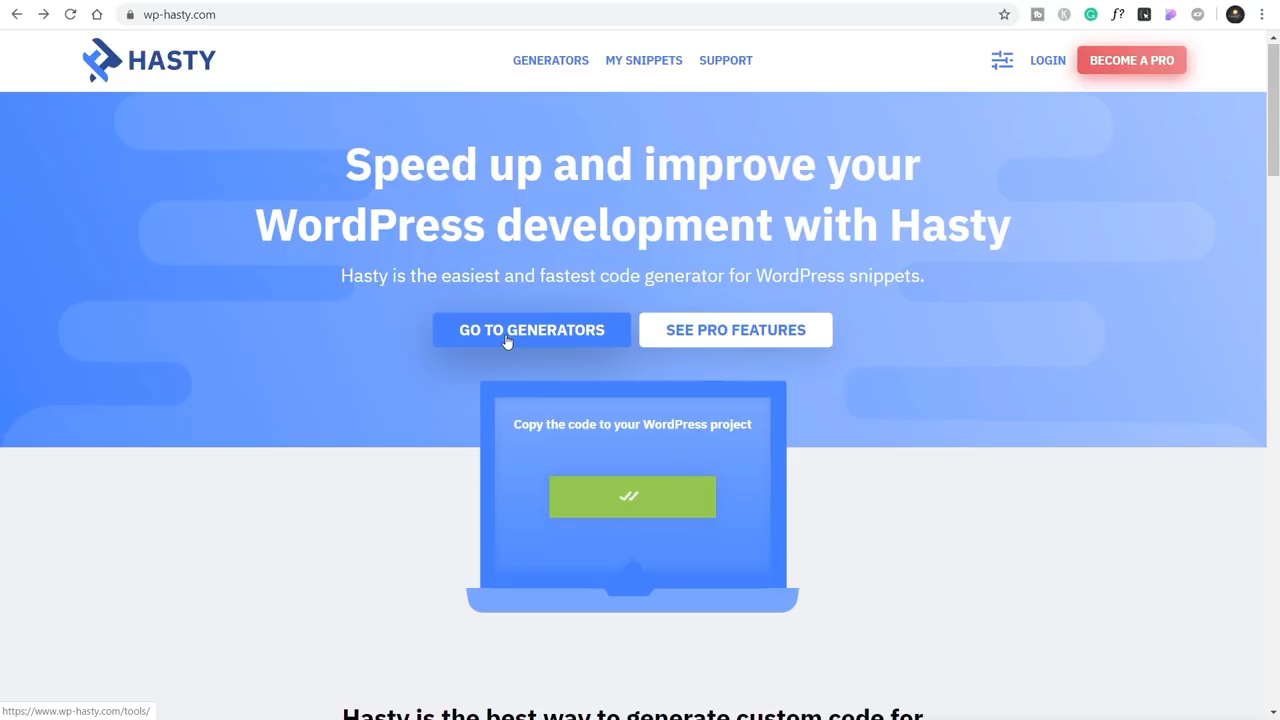 wp-hasty.com
HASTY
GENERATORS
MY SNIPPETS
SUPPORT
LOGIN
BECOME A PRO
Speed up and improve your
WordPress development with Hasty
Hasty is the easiest and fastest code generator for WordPress snippets.
GO TO GENERATORS
SEE PRO FEATURES
Copy the code to your WordPress project
https://www.wp-hasty.com/tools/
Hasty is the best way to generate custom code for